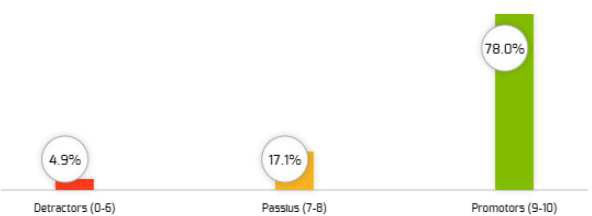 78.0%
4.9%
17.1%
Detractors (0-6)
Passius (7-8)
Promotors (9-10)